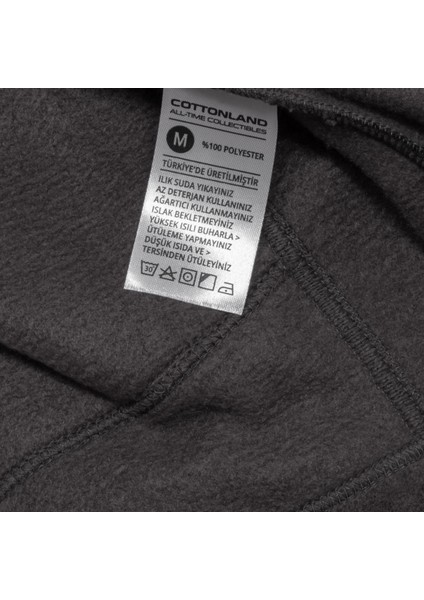 COTTONLAND
ALL-TIME COLLECTIBLES
M %100 POLYESTER
TÜRKİYE'DE ÜRETİLMİŞTİR
ILIK SUDA YIKAYINIZ
AZ DETERJAN KULLANINIZ
AĞARTICI KULLANMAYINIZ
ISLAK BEKLETMEYİNİZ
YÜKSEK ISILI BUHARLA >
ÜTÜLEME YAPMAYINIZ
DÜŞÜK ISIDA VE >
TERSİNDEN ÜTÜLEYİNİZ
30